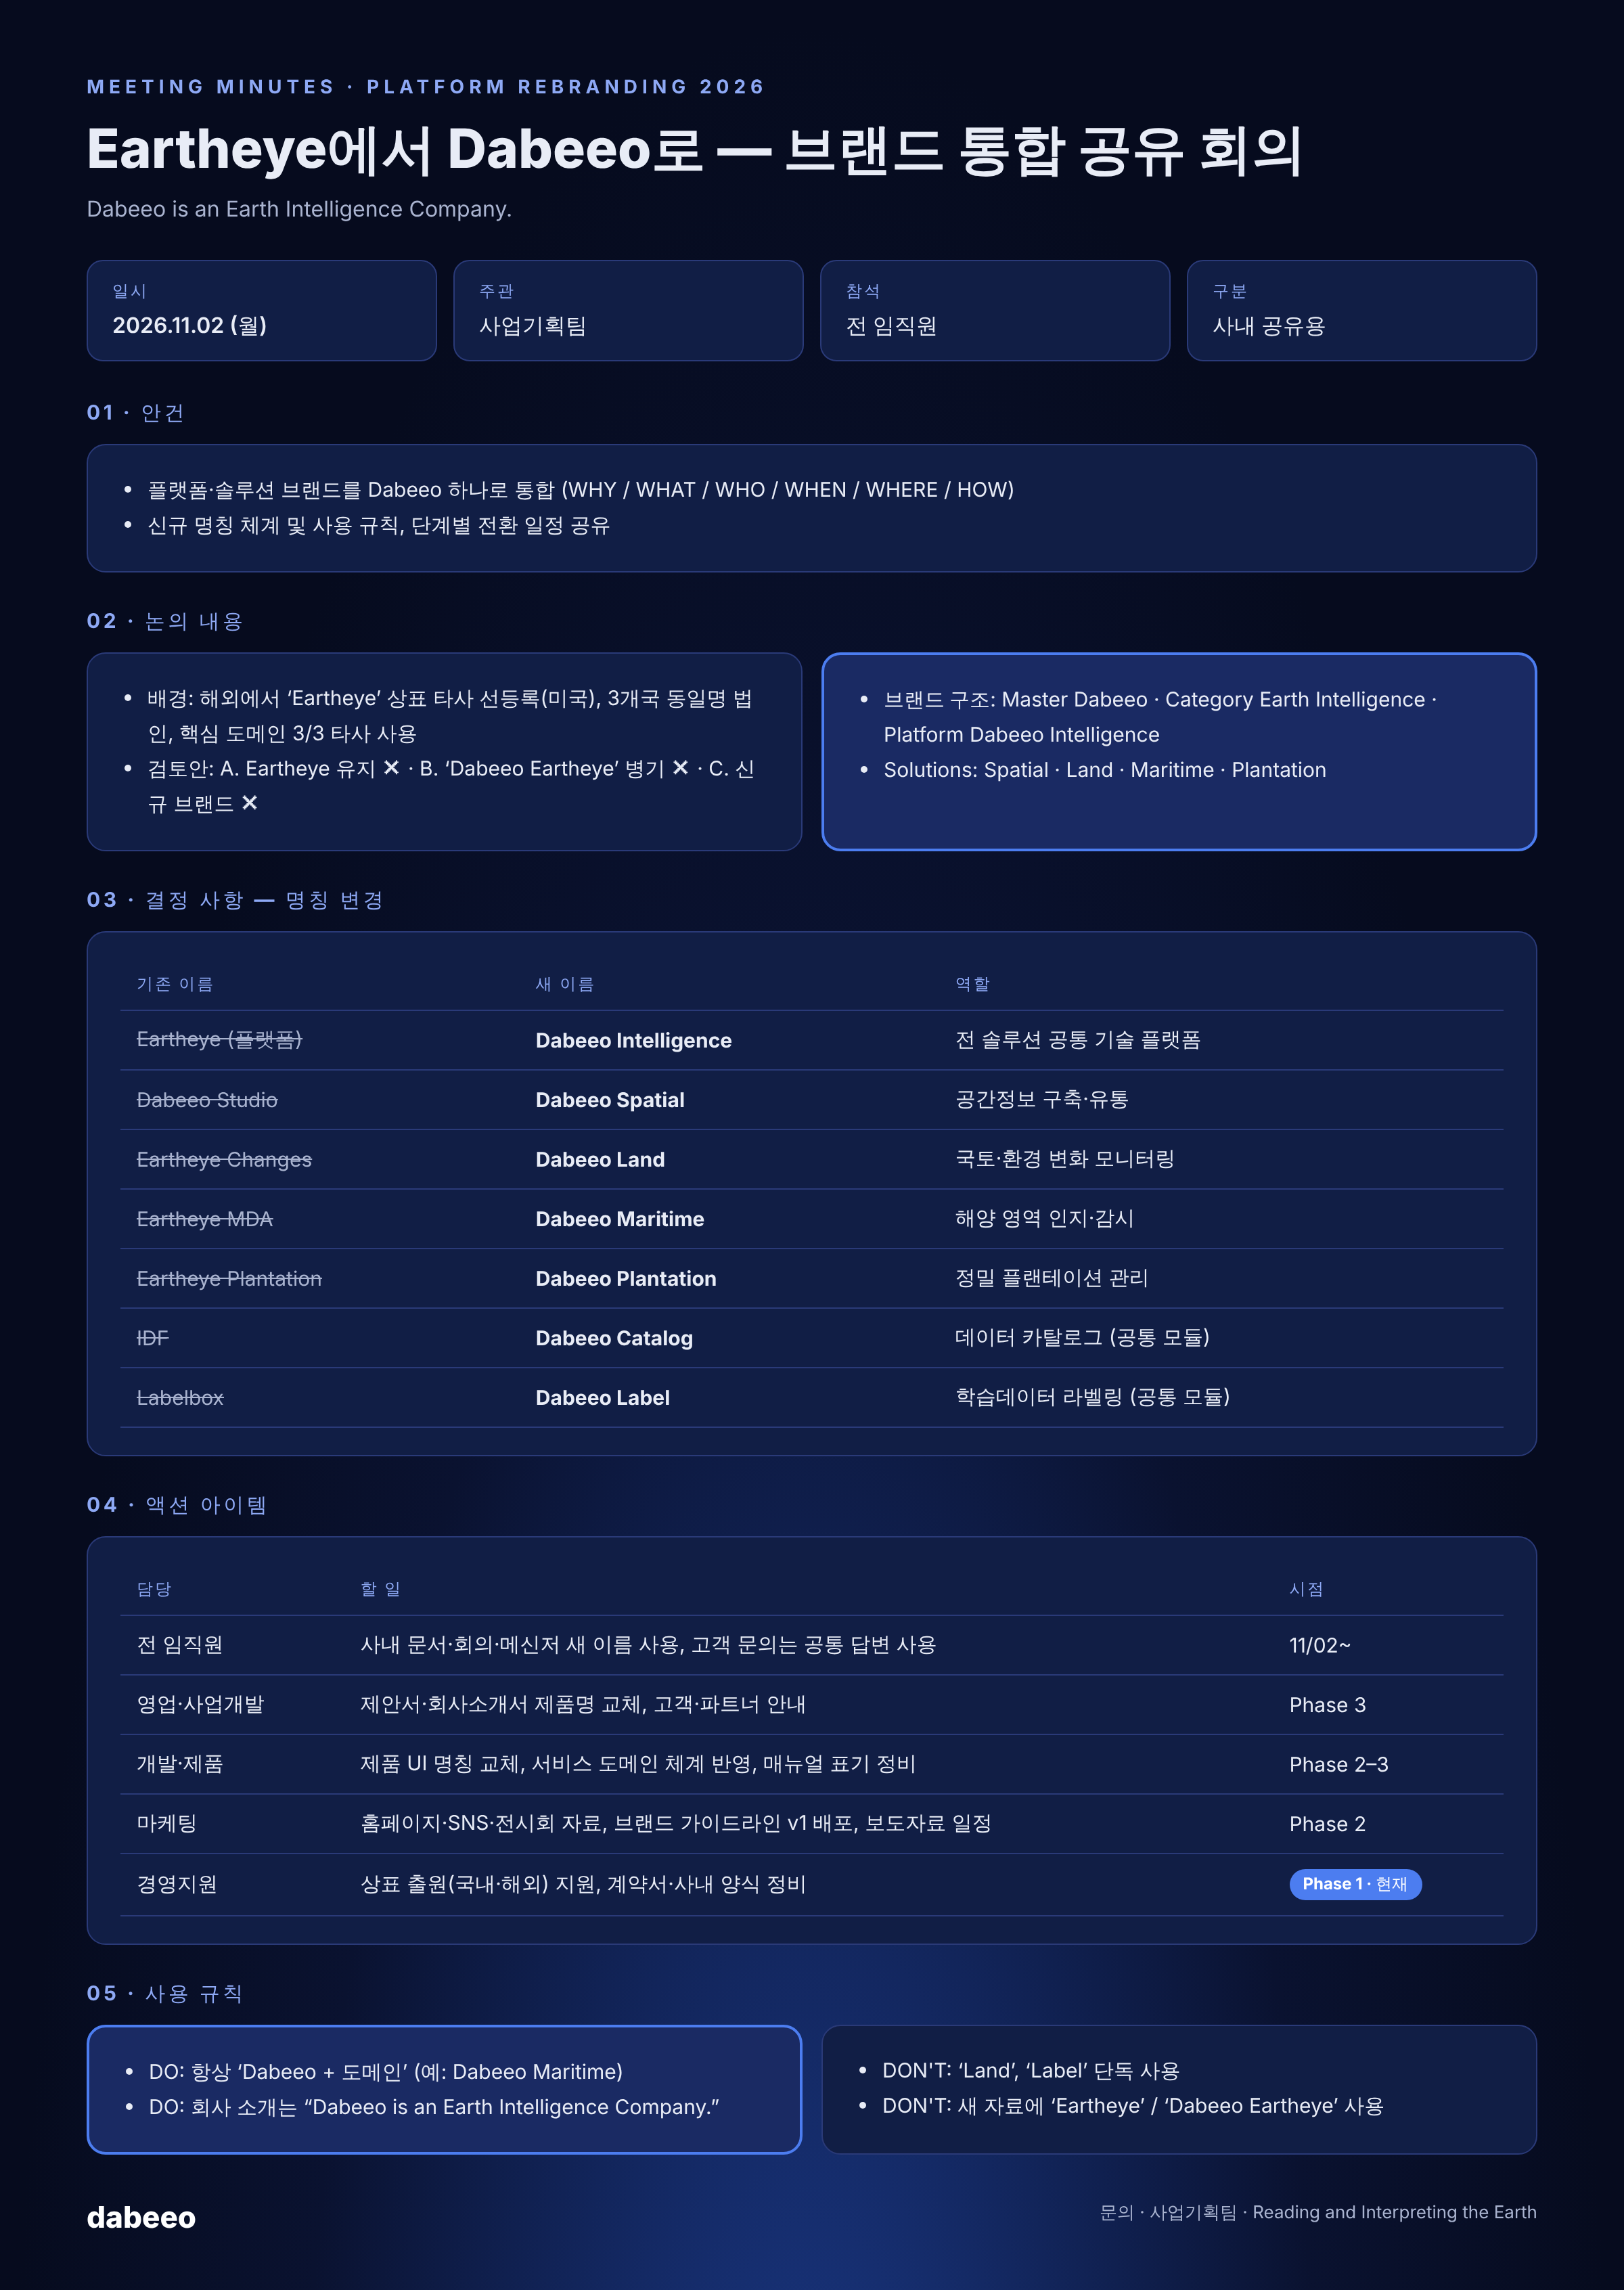 MEETING MINUTES · PLATFORM REBRANDING 2026
Eartheye에서 Dabeeo로 — 브랜드 통합 공유 회의
Dabeeo is an Earth Intelligence Company.
일시
2026.11.02 (월)
주관
사업기획팀
참석
전 임직원
구분
사내 공유용
01 · 안건
• 플랫폼·솔루션 브랜드를 Dabeeo 하나로 통합 (WHY / WHAT / WHO / WHEN / WHERE / HOW)
• 신규 명칭 체계 및 사용 규칙, 단계별 전환 일정 공유
02 · 논의 내용
• 배경: 해외에서 ‘Eartheye’ 상표 타사 선등록(미국), 3개국 동일명 법
인, 핵심 도메인 3/3 타사 사용
• 검토안: A. Eartheye 유지 ✕ · B. ‘Dabeeo Eartheye’ 병기 ✕ · C. 신
규 브랜드 ✕
• 브랜드 구조: Master Dabeeo · Category Earth Intelligence ·
Platform Dabeeo Intelligence
• Solutions: Spatial · Land · Maritime · Plantation
03 · 결정 사항 — 명칭 변경
기존 이름 새 이름 역할
Eartheye (플랫폼) Dabeeo Intelligence 전 솔루션 공통 기술 플랫폼
Dabeeo Studio Dabeeo Spatial 공간정보 구축·유통
Eartheye Changes Dabeeo Land 국토·환경 변화 모니터링
Eartheye MDA Dabeeo Maritime 해양 영역 인지·감시
Eartheye Plantation Dabeeo Plantation 정밀 플랜테이션 관리
IDF Dabeeo Catalog 데이터 카탈로그 (공통 모듈)
Labelbox Dabeeo Label 학습데이터 라벨링 (공통 모듈)
04 · 액션 아이템
담당 할 일 시점
전 임직원 사내 문서·회의·메신저 새 이름 사용, 고객 문의는 공통 답변 사용 11/02~
영업·사업개발 제안서·회사소개서 제품명 교체, 고객·파트너 안내 Phase 3
개발·제품 제품 UI 명칭 교체, 서비스 도메인 체계 반영, 매뉴얼 표기 정비 Phase 2–3
마케팅 홈페이지·SNS·전시회 자료, 브랜드 가이드라인 v1 배포, 보도자료 일정 Phase 2
경영지원 상표 출원(국내·해외) 지원, 계약서·사내 양식 정비 Phase 1 · 현재
05 · 사용 규칙
• DO: 항상 ‘Dabeeo + 도메인’ (예: Dabeeo Maritime)
• DO: 회사 소개는 “Dabeeo is an Earth Intelligence Company.”
• DON'T: ‘Land’, ‘Label’ 단독 사용
• DON'T: 새 자료에 ‘Eartheye’ / ‘Dabeeo Eartheye’ 사용
dabeeo
문의 · 사업기획팀 · Reading and Interpreting the Earth